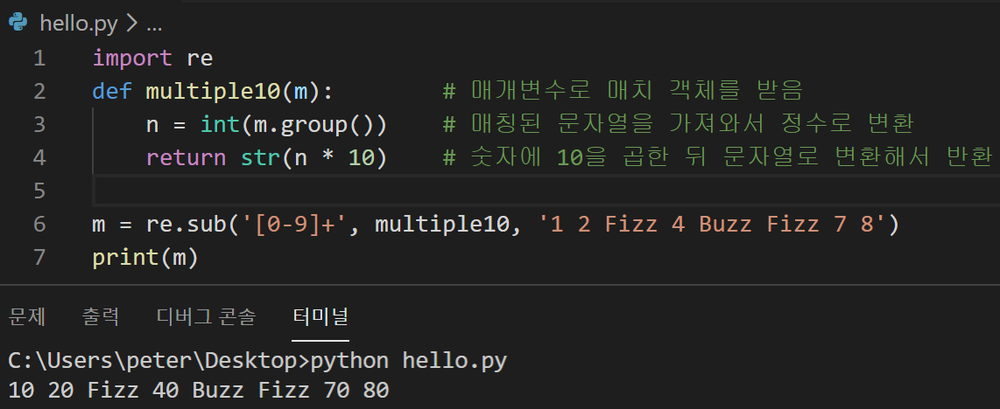 hello.py > ...
1 import re
2 def multiple10(m):        # 매개변수로 매치 객체를 받음
3     n = int(m.group())    # 매칭된 문자열을 가져와서 정수로 변환
4     return str(n * 10)    # 숫자에 10을 곱한 뒤 문자열로 변환해서 반환
5
6 m = re.sub('[0-9]+', multiple10, '1 2 Fizz 4 Buzz Fizz 7 8')
7 print(m)
문제 출력 디버그 콘솔 터미널
C:\Users\peter\Desktop>python hello.py
10 20 Fizz 40 Buzz Fizz 70 80